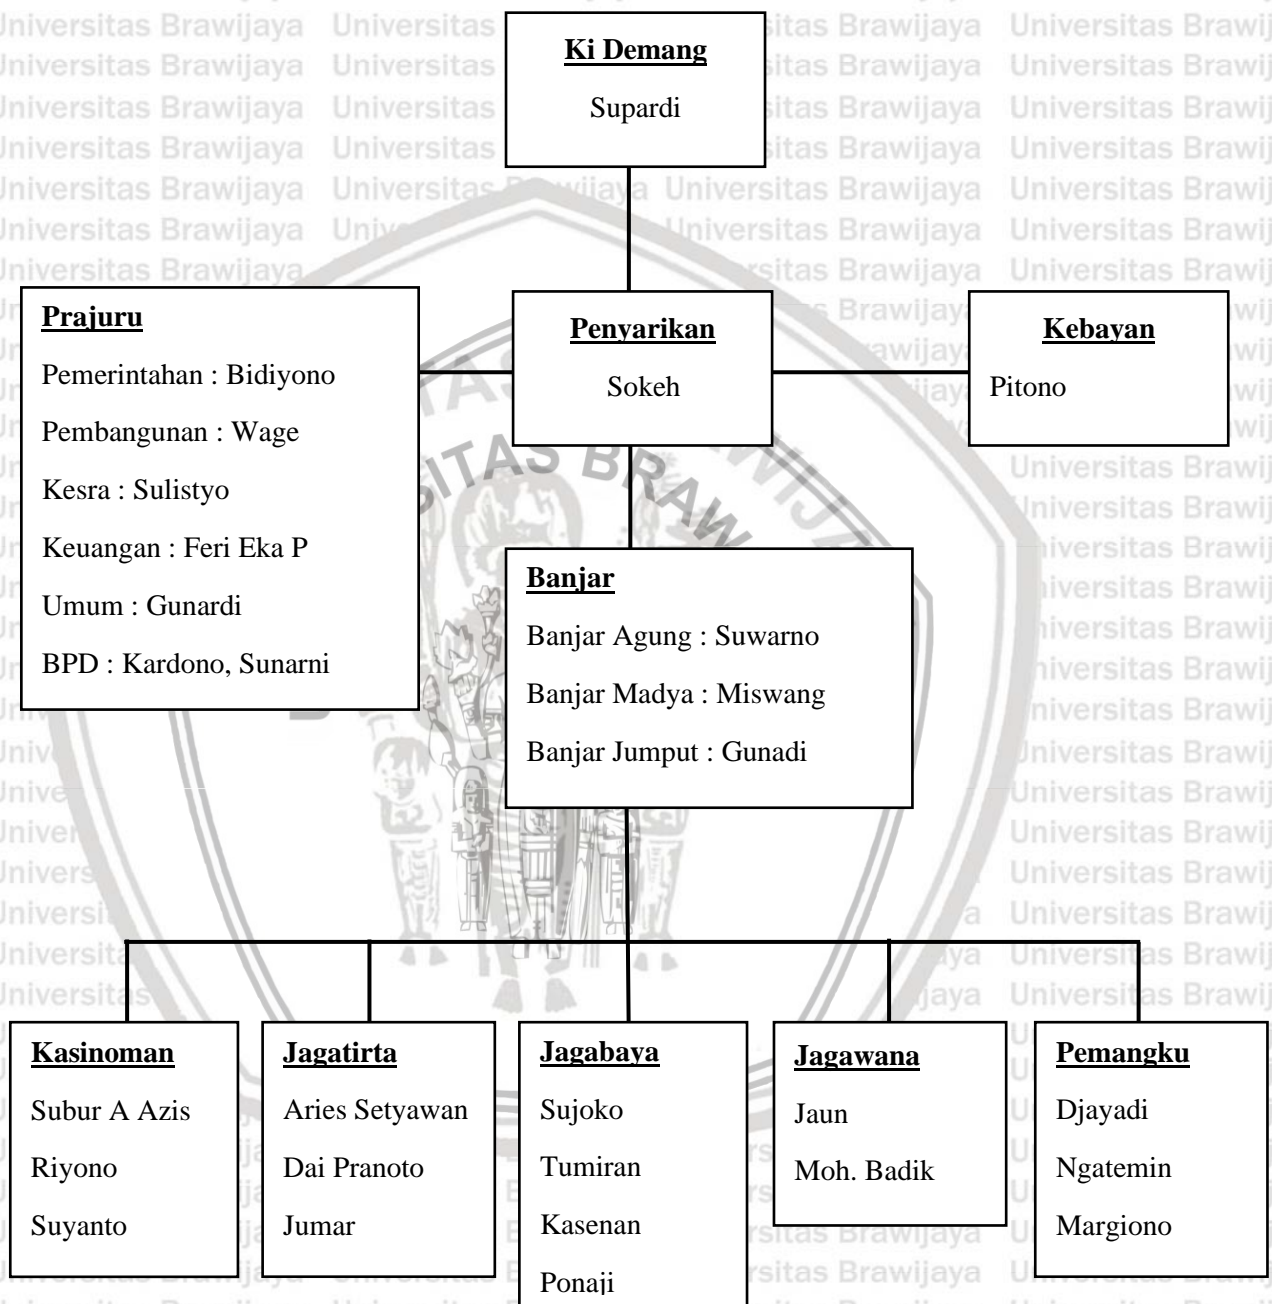 Ki Demang
Supardi
Prajuru
Pemerintahan : Bidiyono
Pembangunan : Wage
Kesra : Sulistyo
Keuangan : Feri Eka P
Umum : Gunardi
BPD : Kardono, Sunarni
Penyarikan
Sokeh
Kebayan
Pitono
Banjar
Banjar Agung : Suwarno
Banjar Madya : Miswang
Banjar Jumput : Gunadi
Kasinoman
Subur A Azis
Riyono
Suyanto
Jagatirta
Aries Setyawan
Dai Pranoto
Jumar
Jagabaya
Sujoko
Tumiran
Kasenan
Ponaji
Jagawana
Jaun
Moh. Badik
Pemangku
Djayadi
Ngatemin
Margiono